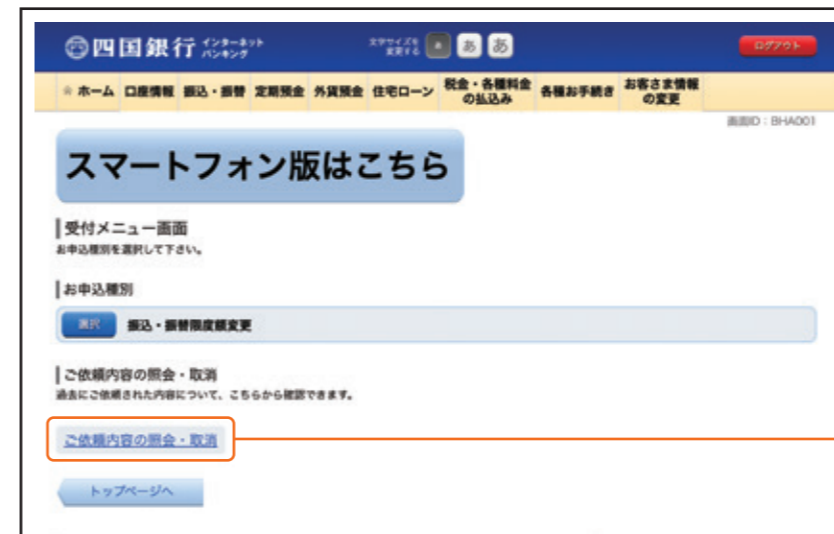 四国銀行 インターネットバンキング
文字サイズを変更する あ あ あ
ログアウト
ホーム 口座情報 振込・振替 定期預金 外貨預金 住宅ローン 税金・各種料金の払込み 各種お手続き お客さま情報の変更
画面ID：BHA001
スマートフォン版はこちら
受付メニュー画面
お申込種別を選択して下さい。
お申込種別
選択 振込・振替限度額変更
ご依頼内容の照会・取消
過去にご依頼された内容について、こちらから確認できます。
ご依頼内容の照会・取消
トップページへ